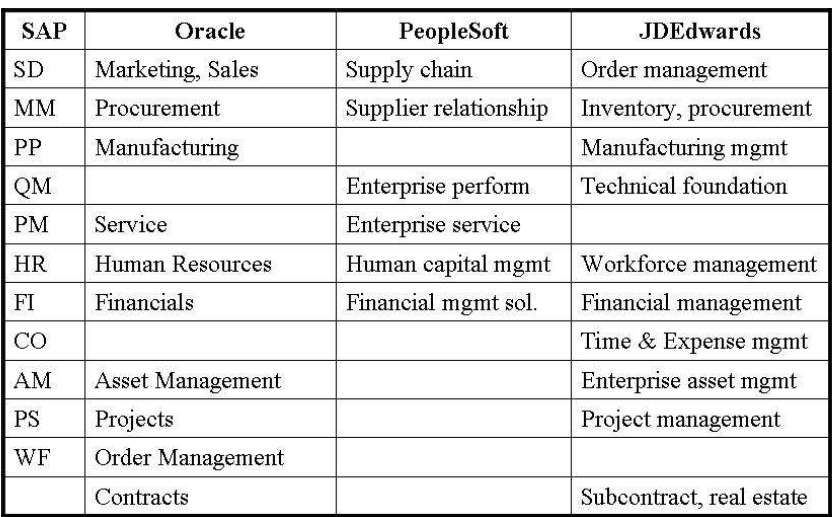 SAP Oracle PeopleSoft JDEdwards
SD Marketing, Sales Supply chain Order management
MM Procurement Supplier relationship Inventory, procurement
PP Manufacturing Manufacturing mgmt
QM Enterprise perform Technical foundation
PM Service Enterprise service
HR Human Resources Human capital mgmt Workforce management
FI Financials Financial mgmt sol. Financial management
CO Time & Expense mgmt
AM Asset Management Enterprise asset mgmt
PS Projects Project management
WF Order Management
Contracts Subcontract, real estate